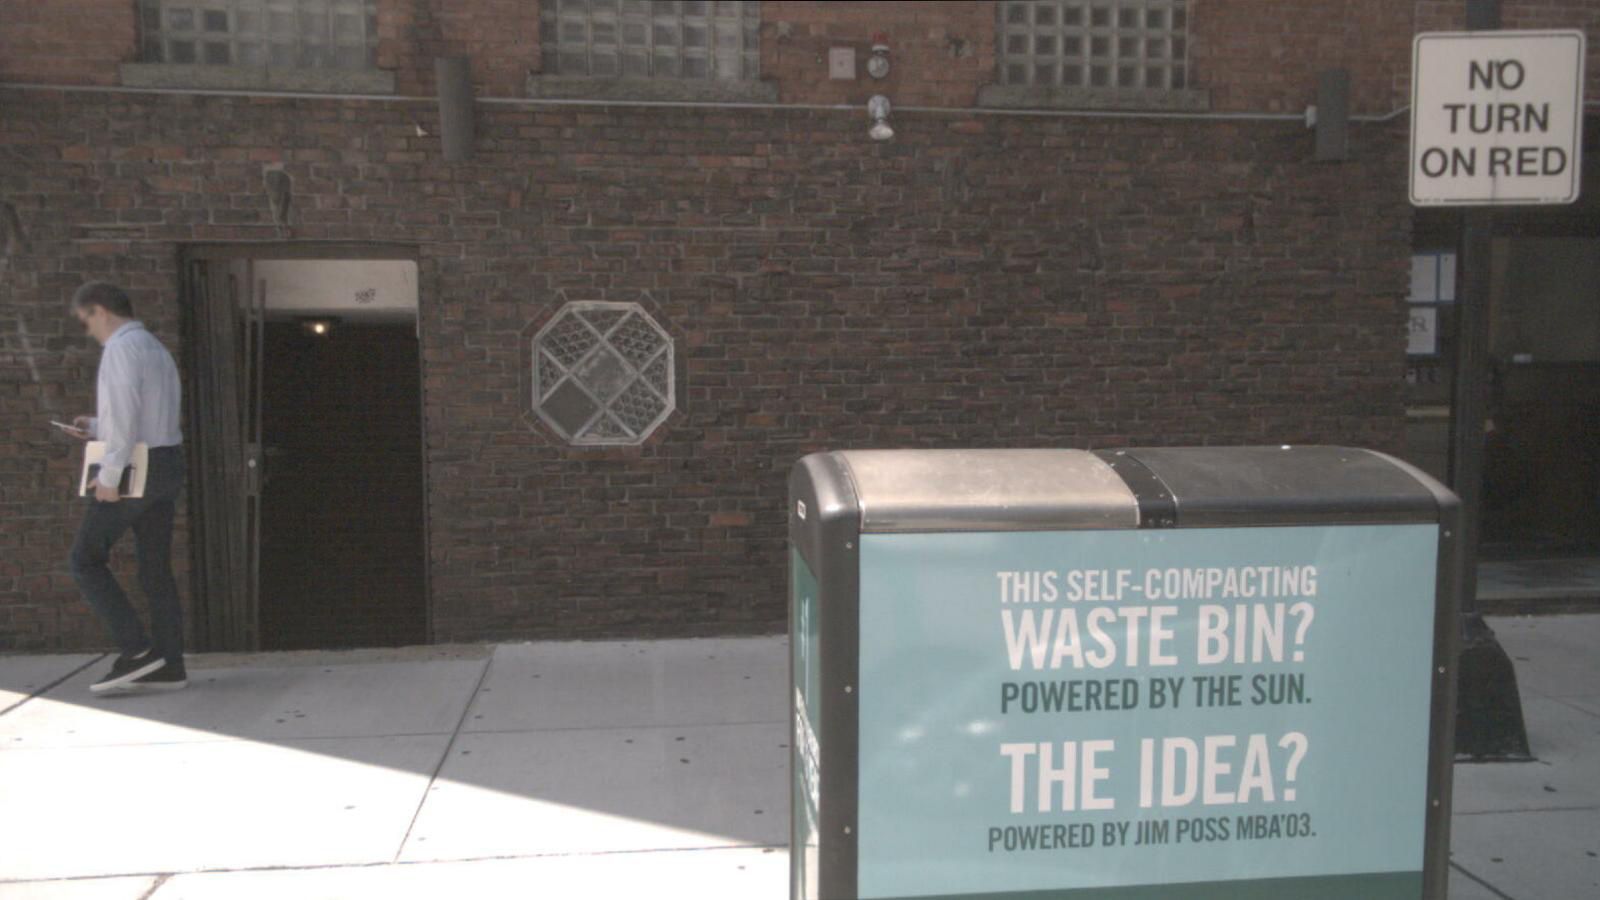 NO
TURN
ON RED
THIS SELF-COMPACTING
WASTE BIN?
POWERED BY THE SUN.
THE IDEA?
POWERED BY JIM POSS MBA'03.